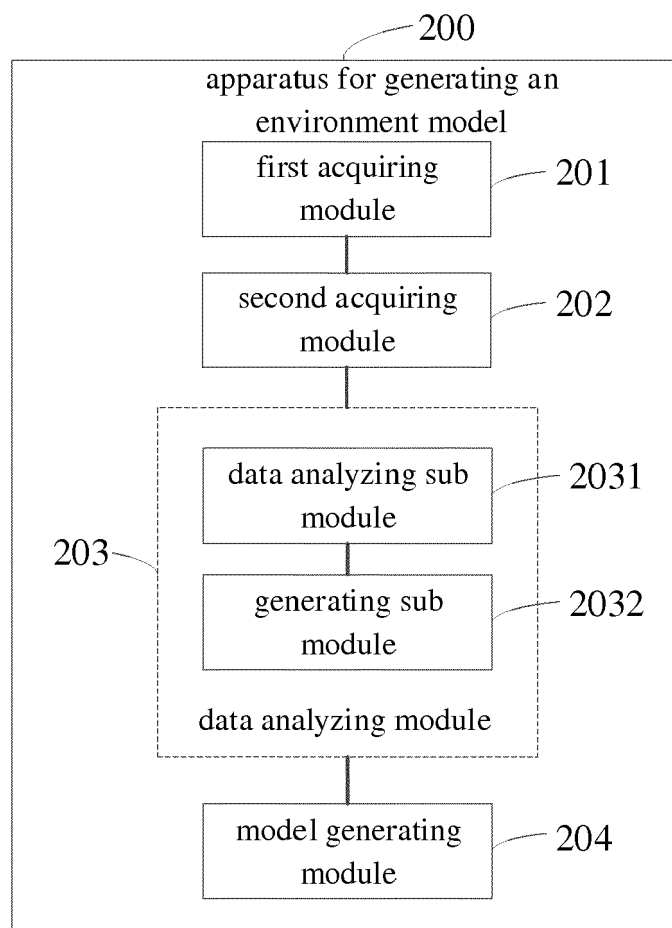 200
apparatus for generating an
environment model
first acquiring
module
201
second acquiring
module
202
data analyzing sub
module
2031
203
generating sub
module
2032
data analyzing module
model generating
module
204